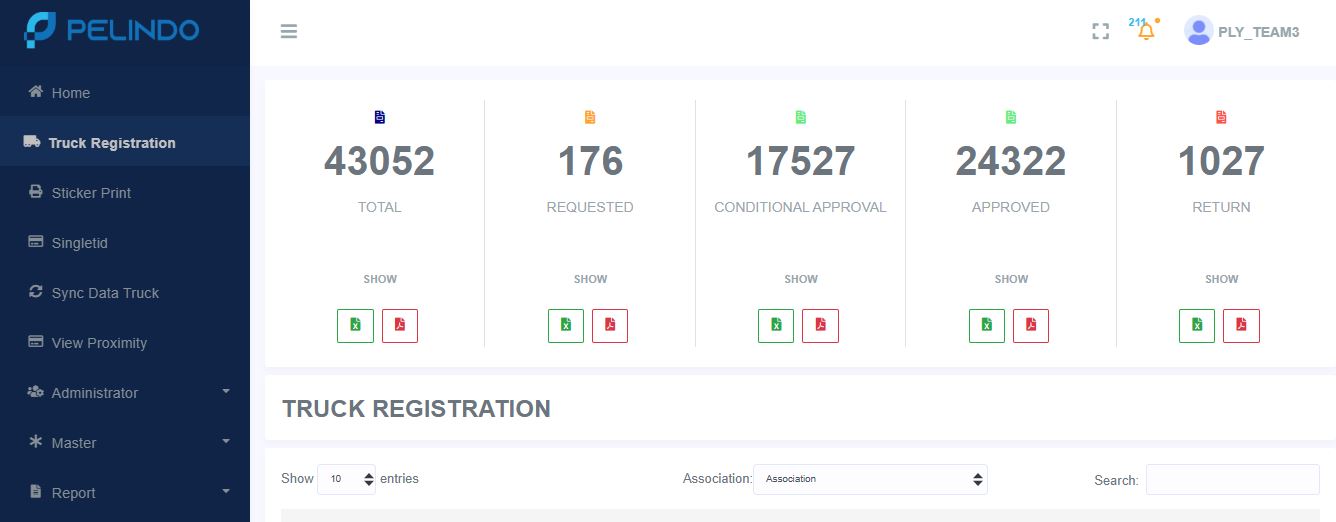 PELINDO
211
PLY_TEAM3
Home
Truck Registration
Sticker Print
Singletid
Sync Data Truck
View Proximity
Administrator
Master
Report
43052
TOTAL
SHOW
176
REQUESTED
SHOW
17527
CONDITIONAL APPROVAL
SHOW
24322
APPROVED
SHOW
1027
RETURN
SHOW
TRUCK REGISTRATION
Show 10 entries
Association: Association
Search: